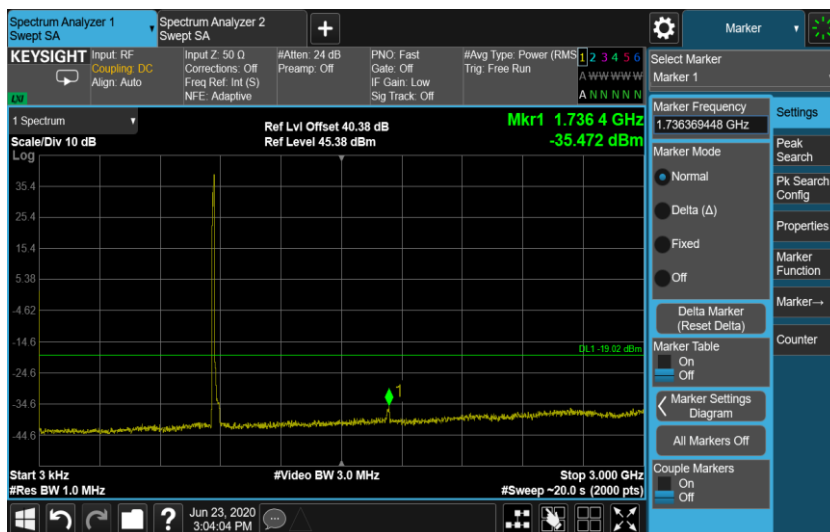 Spectrum Analyzer 1
Swept SA
Spectrum Analyzer 2
Swept SA
+
Marker
KEYSIGHT
LXI
Input: RF
Coupling: DC
Align: Auto
Input Z: 50 Ω
Corrections: Off
Freq Ref: Int (S)
NFE: Adaptive
#Atten: 24 dB
Preamp: Off
PNO: Fast
Gate: Off
IF Gain: Low
Sig Track: Off
#Avg Type: Power (RMS
Trig: Free Run
1 2 3 4 5 6
A W W W W W
A N N N N N
Select Marker
Marker 1
1 Spectrum
Scale/Div 10 dB
Log
Ref Lvl Offset 40.38 dB
Ref Level 45.38 dBm
Mkr1 1.736 4 GHz
-35.472 dBm
35.4
25.4
15.4
5.38
-4.62
-14.6
-24.6
-34.6
-44.6
DL1 -19.02 dBm
1
Start 3 kHz
#Res BW 1.0 MHz
#Video BW 3.0 MHz
Stop 3.000 GHz
#Sweep ~20.0 s (2000 pts)
Marker Frequency
1.736369448 GHz
Marker Mode
Normal
Delta (Δ)
Fixed
Off
Delta Marker
(Reset Delta)
Marker Table
On
Off
Marker Settings
Diagram
All Markers Off
Couple Markers
On
Off
Settings
Peak
Search
Pk Search
Config
Properties
Marker
Function
Marker→
Counter
?
Jun 23, 2020
3:04:04 PM